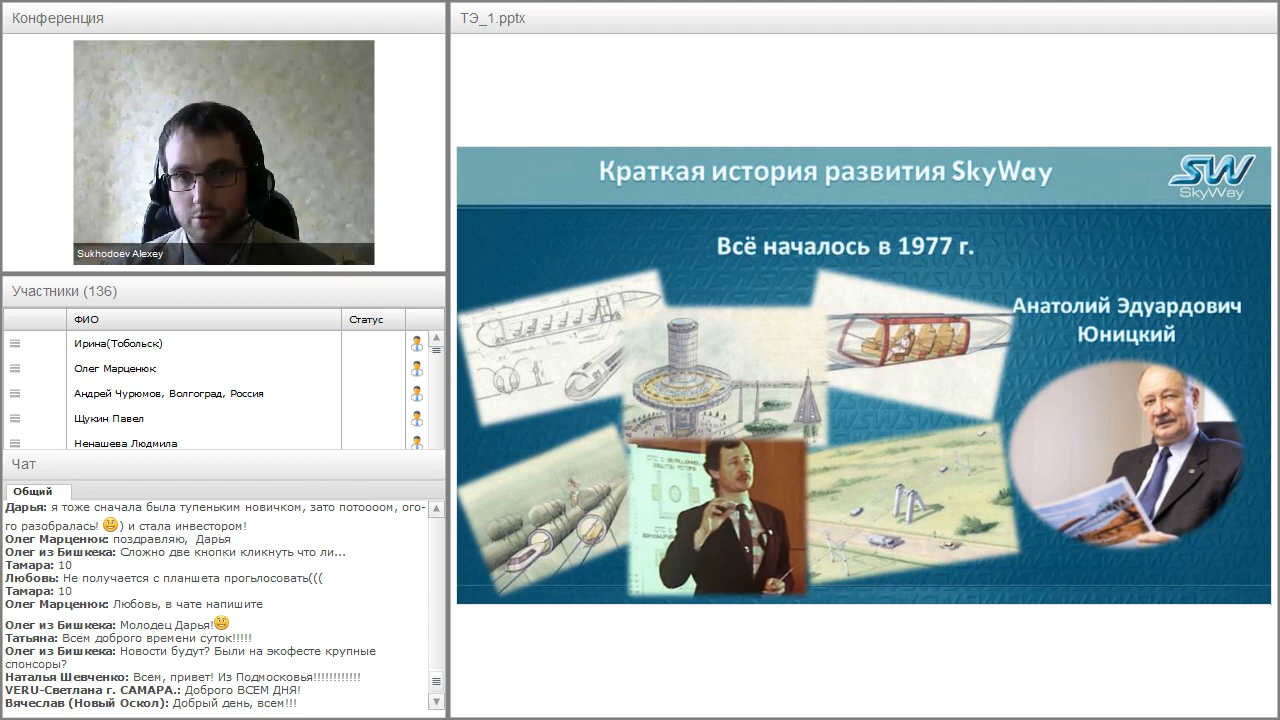 Конференция
Sukhodoev Alexey
Участники (136)
ФИО
Статус
Ирина(Тобольск)
Олег Марценюк
Андрей Чурюмов, Волгоград, Россия
Щукин Павел
Ненашева Людмила
Чат
Общий
Дарья: я тоже сначала была тупеньким новичком, зато потоооом, ого-
го разобралась! ) и стала инвестором!
Олег Марценюк: поздравляю, Дарья
Олег из Бишкека: Сложно две кнопки кликнуть что ли...
Тамара: 10
Любовь: Не получается с планшета прогьлосовать(((
Тамара: 10
Олег Марценюк: Любовь, в чате напишите
Олег из Бишкека: Молодец Дарья!
Татьяна: Всем доброго времени суток!!!!!
Олег из Бишкека: Новости будут? Были на экофесте крупные
спонсоры?
Наталья Шевченко: Всем, привет! Из Подмосковья!!!!!!!!!!!!
VERU-Светлана г. САМАРА.: Доброго ВСЕМ ДНЯ!
Вячеслав (Новый Оскол): Добрый день, всем!!!
ТЭ_1.pptx
Краткая история развития SkyWay
SW
SkyWay
Всё началось в 1977 г.
Анатолий Эдуардович
Юницкий